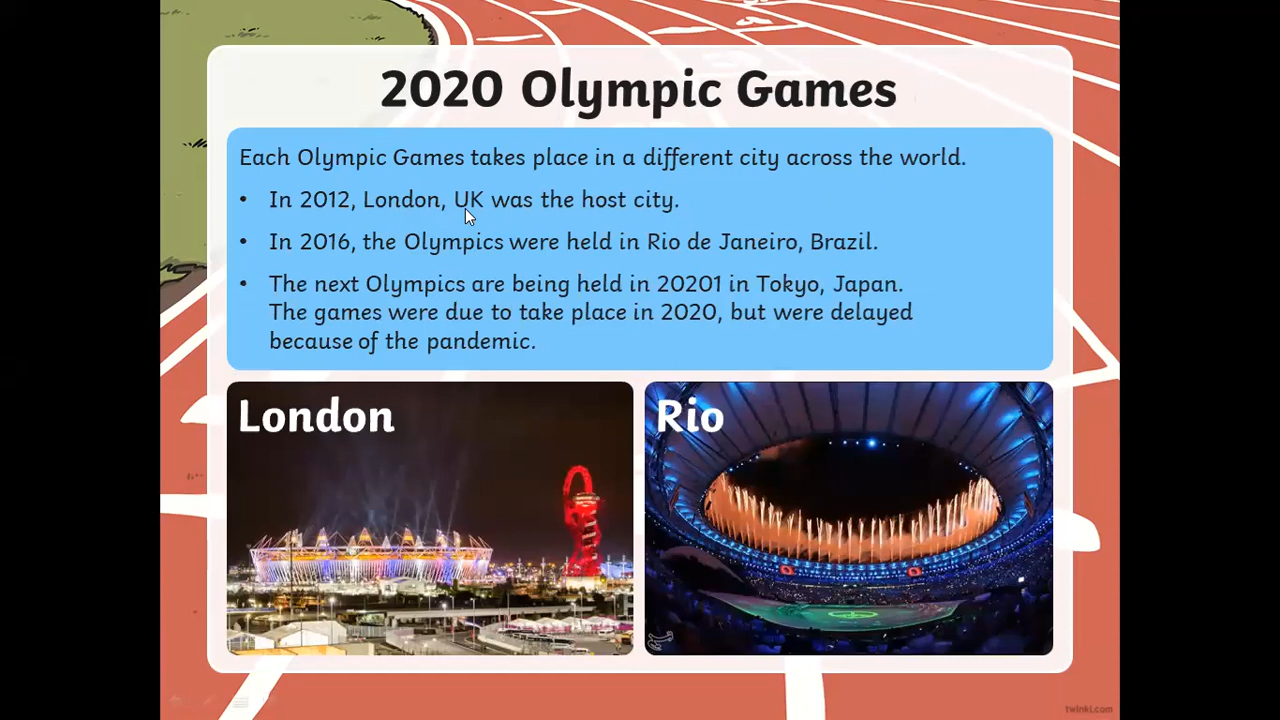 2020 Olympic Games
Each Olympic Games takes place in a different city across the world.
• In 2012, London, UK was the host city.
• In 2016, the Olympics were held in Rio de Janeiro, Brazil.
• The next Olympics are being held in 20201 in Tokyo, Japan.
The games were due to take place in 2020, but were delayed
because of the pandemic.
London
Rio
twinkl.com